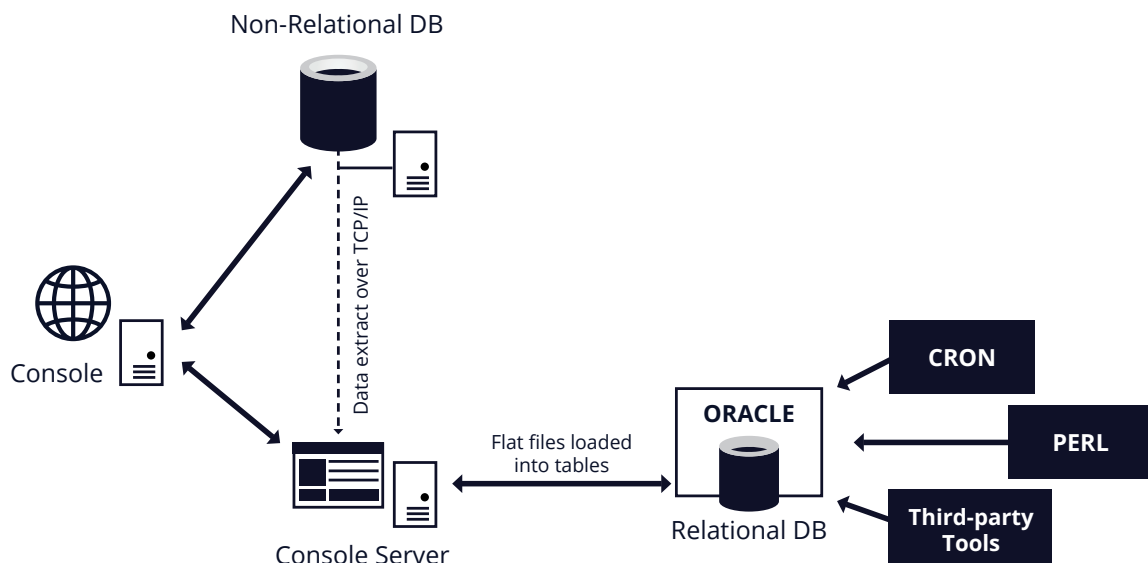 Non-Relational DB
Data extract over TCP/IP
Console
CRON
ORACLE
PERL
Flat files loaded
into tables
Relational DB
Third-party
Tools
Console Server